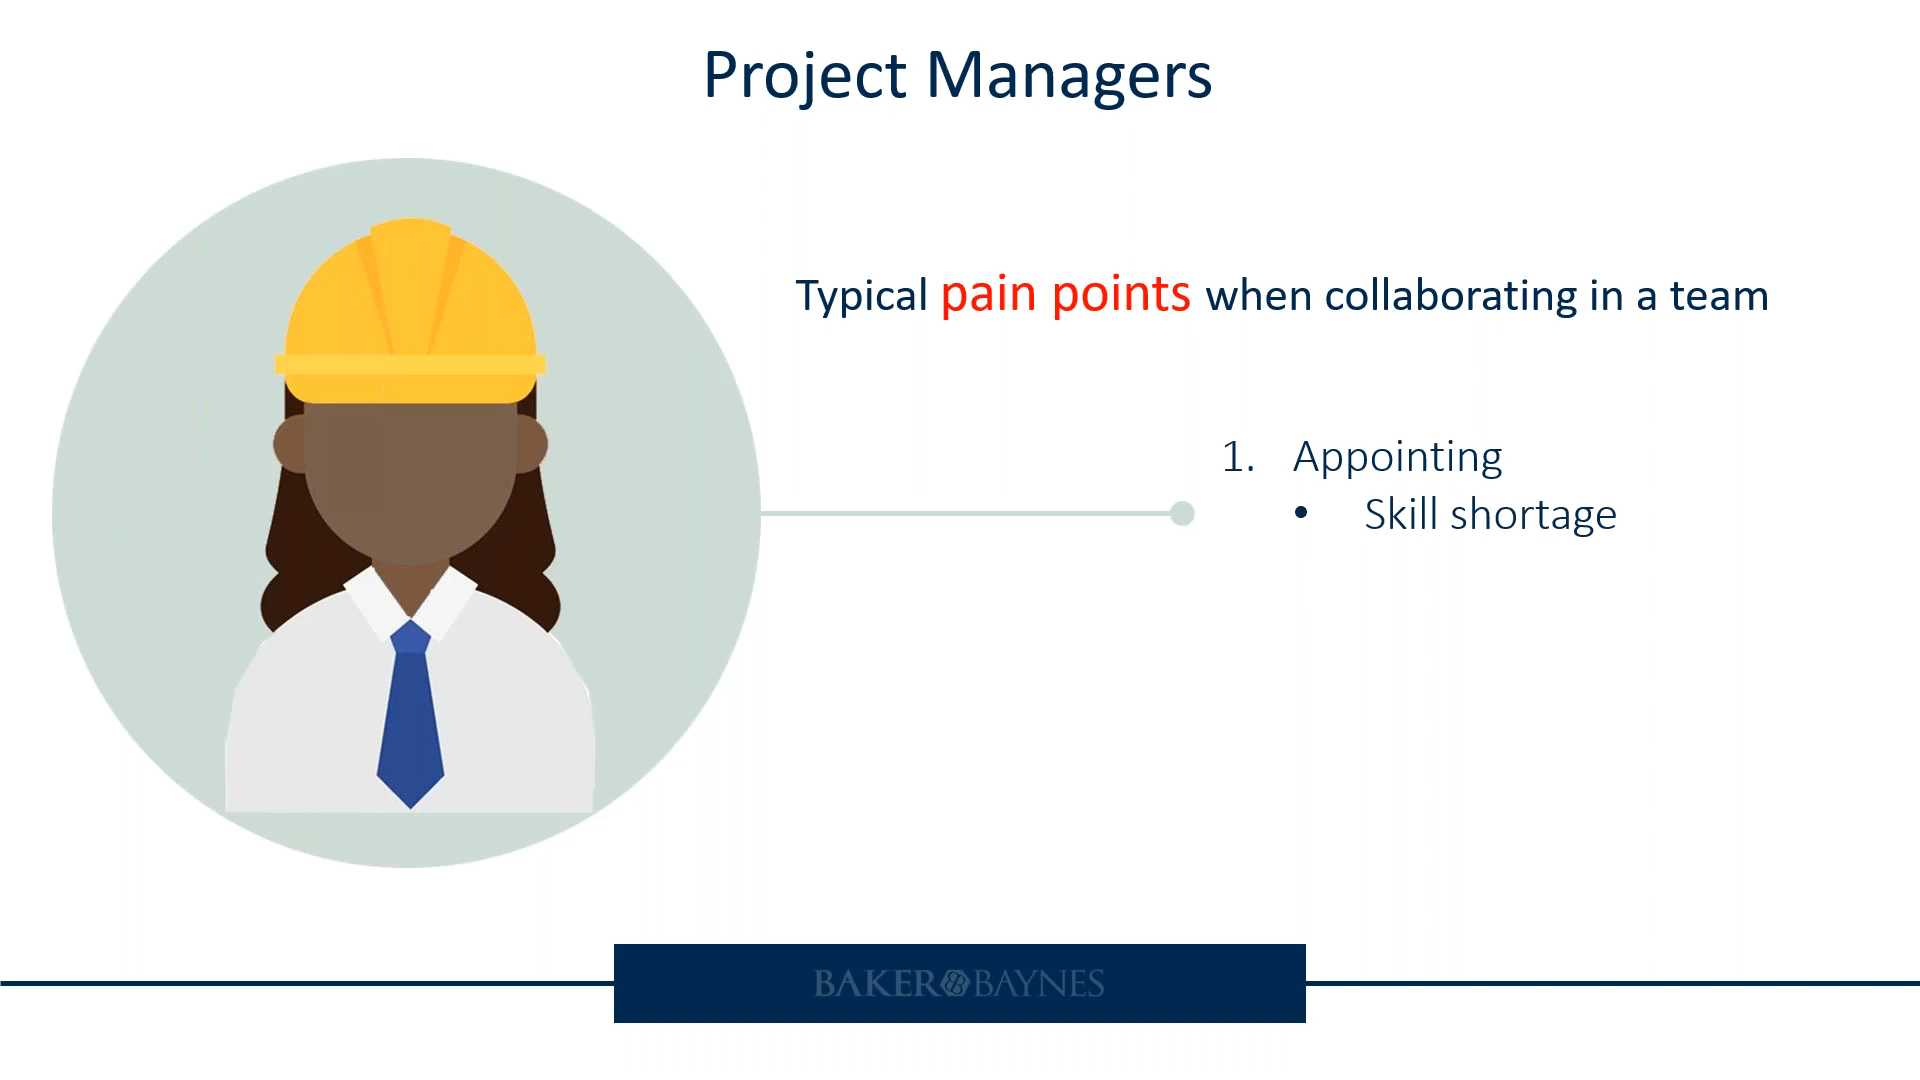 Project Managers
Typical pain points when collaborating in a team
1. Appointing
• Skill shortage
BAKER BAYNES